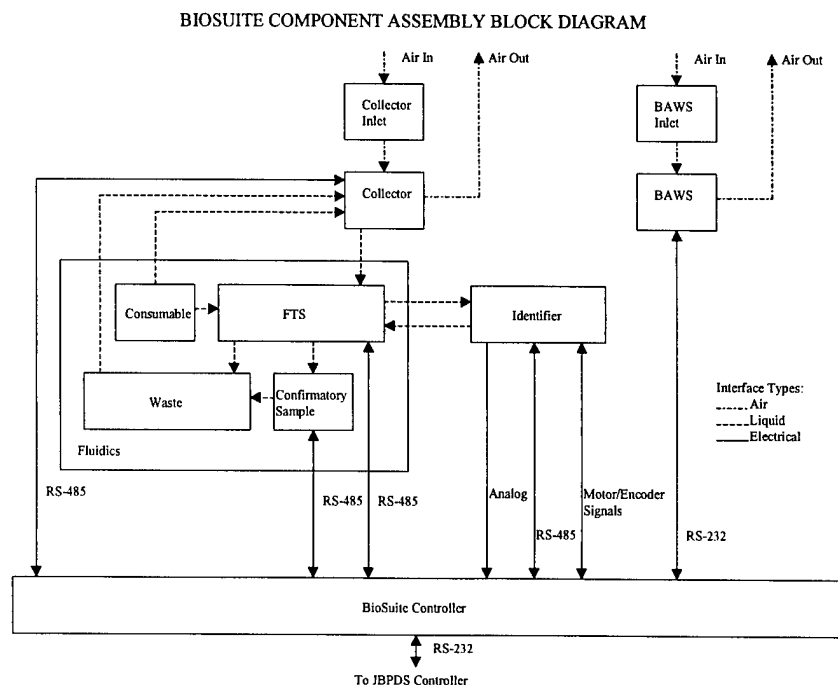 BIOSUITE COMPONENT ASSEMBLY BLOCK DIAGRAM
Air In
Air Out
Air In
Air Out
Collector
Inlet
BAWS
Inlet
Collector
BAWS
Consumable
FTS
Identifier
Waste
Confirmatory
Sample
Fluidics
Interface Types:
Air
Liquid
Electrical
RS-485
RS-485
RS-485
Analog
RS-485
Motor/Encoder
Signals
RS-232
BioSuite Controller
RS-232
To JBPDS Controller